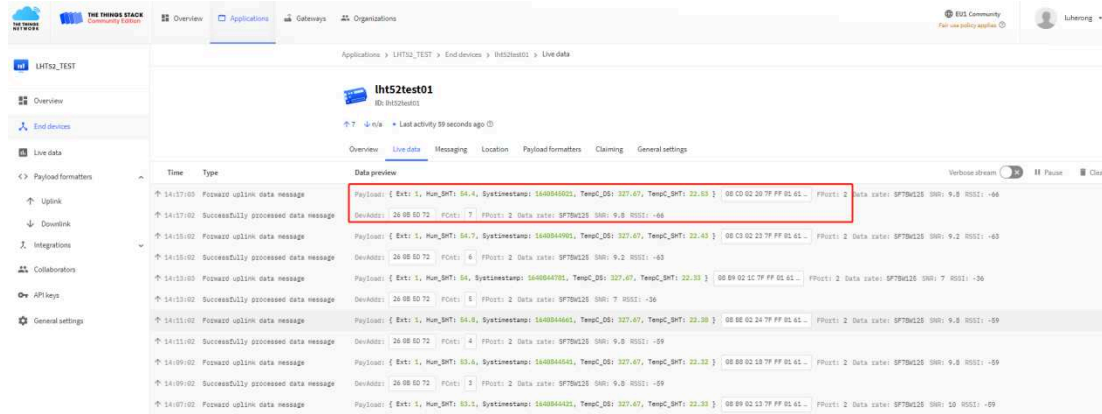 THE THINGS NETWORK
THE THINGS STACK
Community Edition
Overview Applications Gateways Organizations
EU1 Community
Fair use policy applies
luherong
Applications > LHT52_TEST > End devices > lht52test01 > Live data
LHT52_TEST
Overview
End devices
Live data
Payload formatters
Uplink
Downlink
Integrations
Collaborators
API keys
General settings
lht52test01
ID: lht52test01
↑ 7 ↓ n/a • Last activity 59 seconds ago
Overview Live data Messaging Location Payload formatters Claiming General settings
Time Type Data preview Verbose stream Pause
↑ 14:17:03 Forward uplink data message Payload: { Ext: 1, Hum_SHT: 54.4, Systimestamp: 1640845021, TempC_DS: 327.67, TempC_SHT: 22.53 } 08 CD 02 20 7F FF 01 61 … FPort: 2 Data rate: SF7BW125 SNR: 9.8 RSSI: -66
↑ 14:17:02 Successfully processed data message DevAddr: 26 0B 5D 72 FCnt: 7 FPort: 2 Data rate: SF7BW125 SNR: 9.8 RSSI: -66
↑ 14:15:02 Forward uplink data message Payload: { Ext: 1, Hum_SHT: 54.7, Systimestamp: 1640844901, TempC_DS: 327.67, TempC_SHT: 22.43 } 08 C3 02 23 7F FF 01 61 … FPort: 2 Data rate: SF7BW125 SNR: 9.2 RSSI: -63
↑ 14:15:02 Successfully processed data message DevAddr: 26 0B 5D 72 FCnt: 6 FPort: 2 Data rate: SF7BW125 SNR: 9.2 RSSI: -63
↑ 14:13:03 Forward uplink data message Payload: { Ext: 1, Hum_SHT: 54, Systimestamp: 1640844781, TempC_DS: 327.67, TempC_SHT: 22.33 } 08 B9 02 1C 7F FF 01 61 … FPort: 2 Data rate: SF7BW125 SNR: 7 RSSI: -36
↑ 14:13:02 Successfully processed data message DevAddr: 26 0B 5D 72 FCnt: 5 FPort: 2 Data rate: SF7BW125 SNR: 7 RSSI: -36
↑ 14:11:02 Forward uplink data message Payload: { Ext: 1, Hum_SHT: 54.8, Systimestamp: 1640844661, TempC_DS: 327.67, TempC_SHT: 22.38 } 08 BE 02 24 7F FF 01 61 … FPort: 2 Data rate: SF7BW125 SNR: 9.8 RSSI: -59
↑ 14:11:02 Successfully processed data message DevAddr: 26 0B 5D 72 FCnt: 4 FPort: 2 Data rate: SF7BW125 SNR: 9.8 RSSI: -59
↑ 14:09:02 Forward uplink data message Payload: { Ext: 1, Hum_SHT: 53.6, Systimestamp: 1640844541, TempC_DS: 327.67, TempC_SHT: 22.32 } 08 B8 02 18 7F FF 01 61 … FPort: 2 Data rate: SF7BW125 SNR: 9.8 RSSI: -59
↑ 14:09:02 Successfully processed data message DevAddr: 26 0B 5D 72 FCnt: 3 FPort: 2 Data rate: SF7BW125 SNR: 9.8 RSSI: -59
↑ 14:07:02 Forward uplink data message Payload: { Ext: 1, Hum_SHT: 53.1, Systimestamp: 1640844421, TempC_DS: 327.67, TempC_SHT: 22.33 } 08 B9 02 13 7F FF 01 61 … FPort: 2 Data rate: SF7BW125 SNR: 10 RSSI: -59